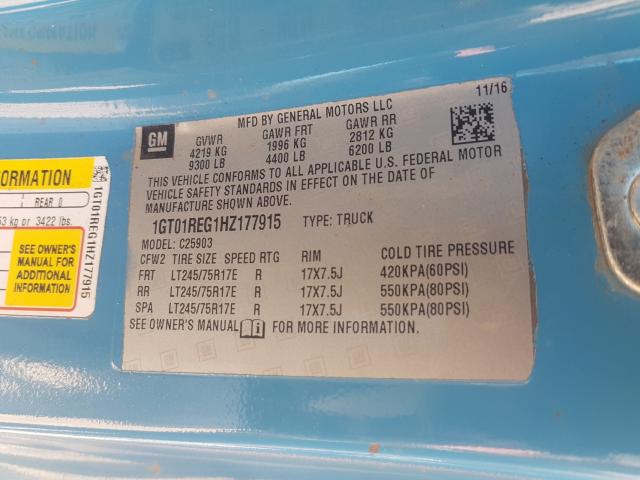 MFD BY GENERAL MOTORS LLC 11/16
GM
GVWR GAWR FRT GAWR RR
4219 KG 1996 KG 2812 KG
9300 LB 4400 LB 6200 LB
THIS VEHICLE CONFORMS TO ALL APPLICABLE U.S. FEDERAL MOTOR
VEHICLE SAFETY STANDARDS IN EFFECT ON THE DATE OF
MANUFACTURE SHOWN ABOVE.
1GT01REG1HZ177915 TYPE: TRUCK
MODEL: C25903
CFW2 TIRE SIZE SPEED RTG RIM COLD TIRE PRESSURE
FRT LT245/75R17E R 17X7.5J 420KPA(60PSI)
RR LT245/75R17E R 17X7.5J 550KPA(80PSI)
SPA LT245/75R17E R 17X7.5J 550KPA(80PSI)
SEE OWNER'S MANUAL FOR MORE INFORMATION.
FORMATION
REAR 0
53 kg or 3422 lbs.
SEE OWNER'S
MANUAL FOR
ADDITIONAL
INFORMATION
1GT01REG1HZ177915